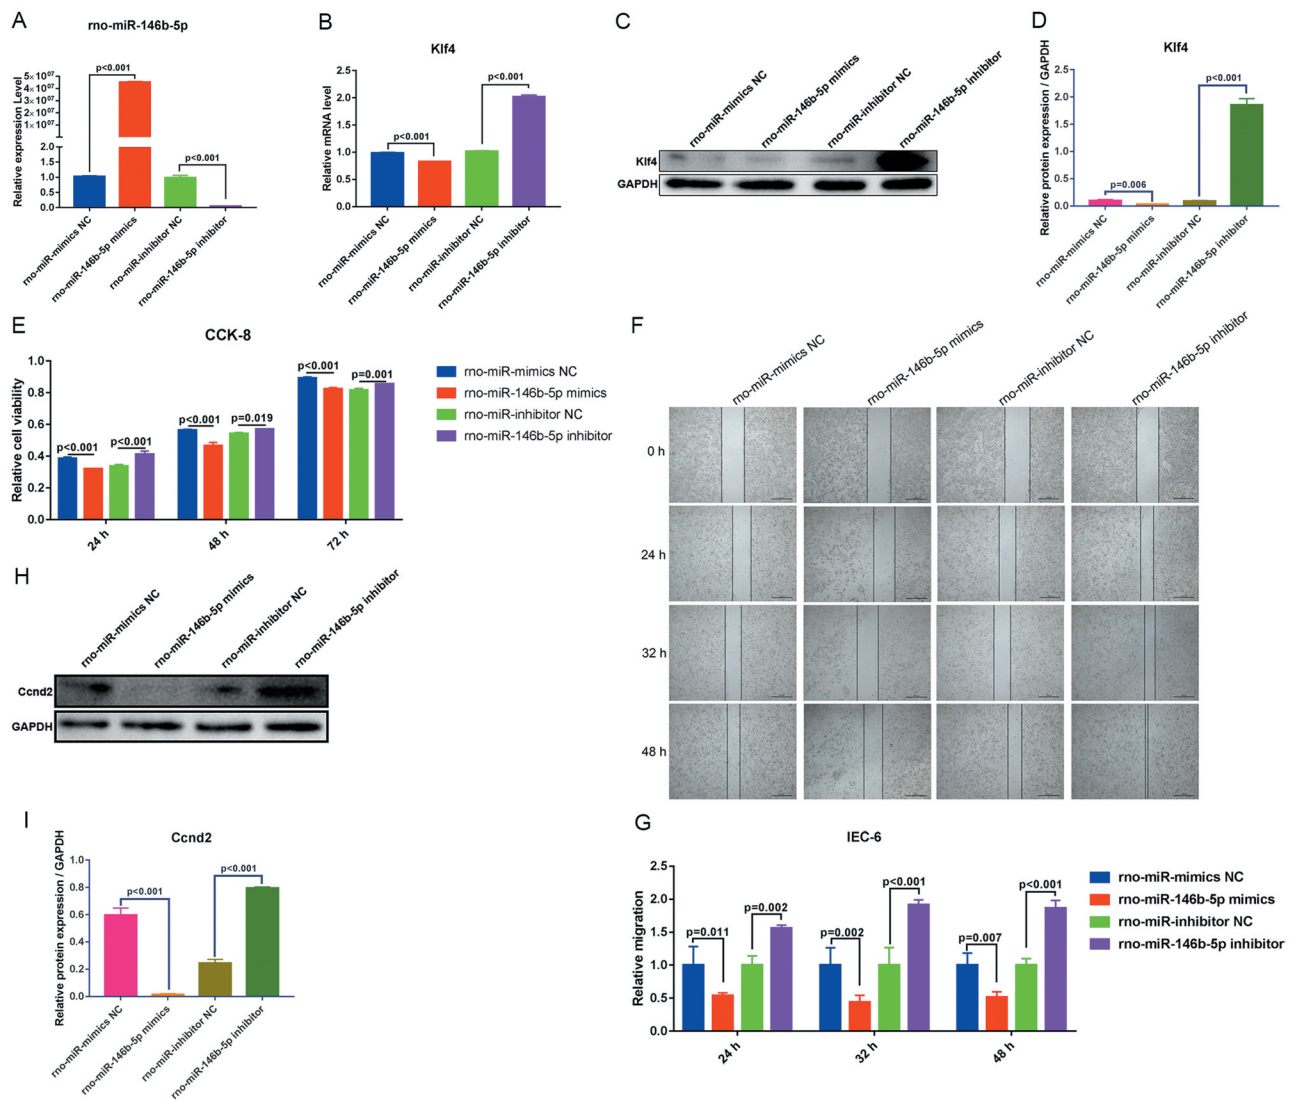 A
rno-miR-146b-5p
Relative expression Level
5×10⁰⁷
4×10⁰⁷
3×10⁰⁷
2×10⁰⁷
1×10⁰⁷
2.0
1.5
1.0
0.5
0.0
p<0.001
p<0.001
rno-miR-mimics NC
rno-miR-146b-5p mimics
rno-miR-inhibitor NC
rno-miR-146b-5p inhibitor
B
Klf4
Relative mRNA level
2.5
2.0
1.5
1.0
0.5
0.0
p<0.001
p<0.001
rno-miR-mimics NC
rno-miR-146b-5p mimics
rno-miR-inhibitor NC
rno-miR-146b-5p inhibitor
C
rno-miR-mimics NC
rno-miR-146b-5p mimics
rno-miR-inhibitor NC
rno-miR-146b-5p inhibitor
Klf4
GAPDH
D
Klf4
Relative protein expression / GAPDH
2.5
2.0
1.5
1.0
0.5
0.0
p=0.006
p<0.001
rno-miR-mimics NC
rno-miR-146b-5p mimics
rno-miR-inhibitor NC
rno-miR-146b-5p inhibitor
E
CCK-8
Relative cell viability
1.0
0.8
0.6
0.4
0.2
0.0
p<0.001
p<0.001
p<0.001
p=0.019
p<0.001
p=0.001
24 h
48 h
72 h
rno-miR-mimics NC
rno-miR-146b-5p mimics
rno-miR-inhibitor NC
rno-miR-146b-5p inhibitor
F
rno-miR-mimics NC
rno-miR-146b-5p mimics
rno-miR-inhibitor NC
rno-miR-146b-5p inhibitor
0 h
24 h
32 h
48 h
H
rno-miR-mimics NC
rno-miR-146b-5p mimics
rno-miR-inhibitor NC
rno-miR-146b-5p inhibitor
Ccnd2
GAPDH
I
Ccnd2
Relative protein expression / GAPDH
1.0
0.8
0.6
0.4
0.2
0.0
p<0.001
p<0.001
rno-miR-mimics NC
rno-miR-146b-5p mimics
rno-miR-inhibitor NC
rno-miR-146b-5p inhibitor
G
IEC-6
Relative migration
2.5
2.0
1.5
1.0
0.5
0.0
p=0.011
p=0.002
p=0.002
p<0.001
p=0.007
p<0.001
24 h
32 h
48 h
rno-miR-mimics NC
rno-miR-146b-5p mimics
rno-miR-inhibitor NC
rno-miR-146b-5p inhibitor